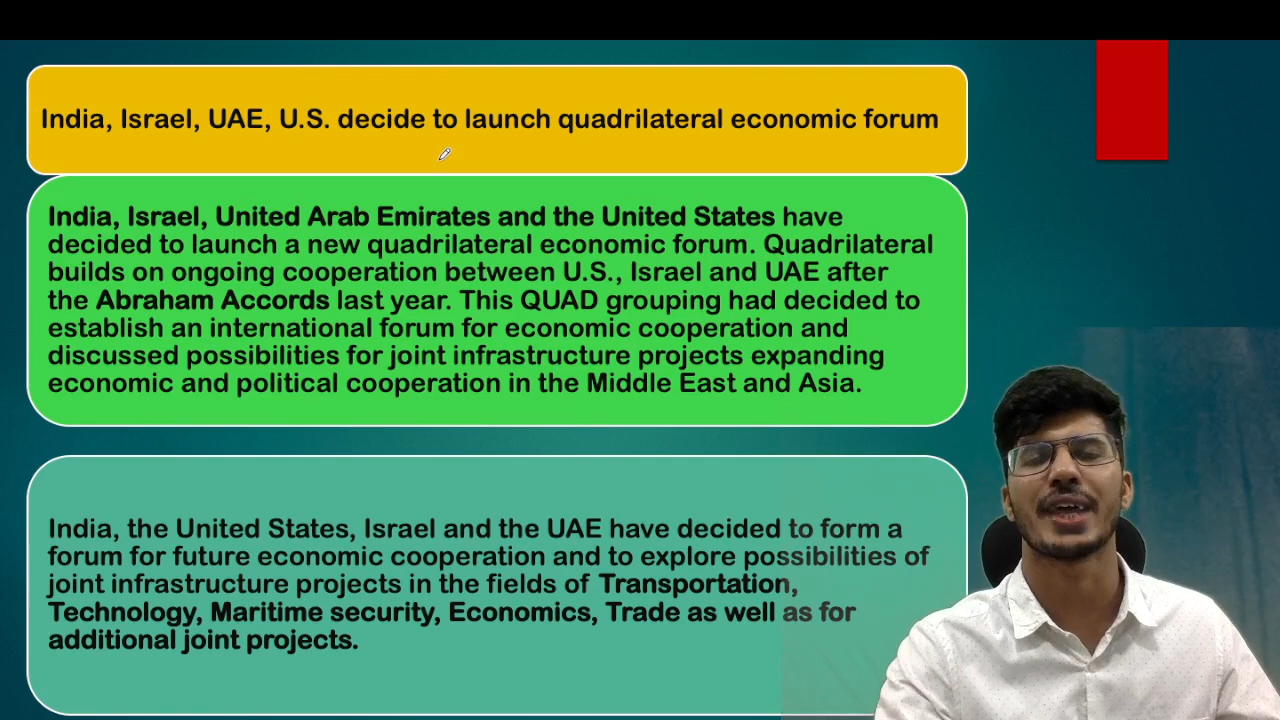 India, Israel, UAE, U.S. decide to launch quadrilateral economic forum
India, Israel, United Arab Emirates and the United States have
decided to launch a new quadrilateral economic forum. Quadrilateral
builds on ongoing cooperation between U.S., Israel and UAE after
the Abraham Accords last year. This QUAD grouping had decided to
establish an international forum for economic cooperation and
discussed possibilities for joint infrastructure projects expanding
economic and political cooperation in the Middle East and Asia.
India, the United States, Israel and the UAE have decided to form a
forum for future economic cooperation and to explore possibilities of
joint infrastructure projects in the fields of Transportation,
Technology, Maritime security, Economics, Trade as well as for
additional joint projects.